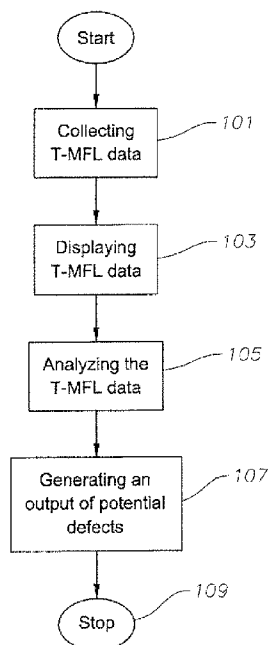 Start
Collecting
T-MFL data
101
Displaying
T-MFL data
103
Analyzing the
T-MFL data
105
Generating an
output of potential
defects
107
Stop
109